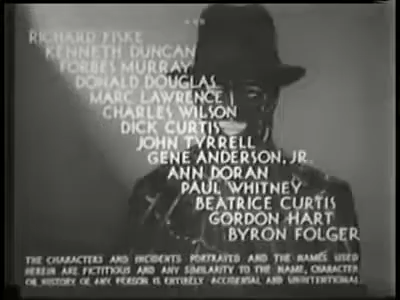 RICHARD FISKE
KENNETH DUNCAN
FORBES MURRAY
DONALD DOUGLAS
MARC LAWRENCE
CHARLES WILSON
DICK CURTIS
JOHN TYRRELL
GENE ANDERSON, JR.
ANN DORAN
PAUL WHITNEY
BEATRICE CURTIS
GORDON HART
BYRON FOLGER
THE CHARACTERS AND INCIDENTS PORTRAYED AND THE NAMES USED
HEREIN ARE FICTITIOUS AND ANY SIMILARITY TO THE NAME, CHARACTER
OR HISTORY OF ANY PERSON IS ENTIRELY ACCIDENTAL AND UNINTENTIONAL